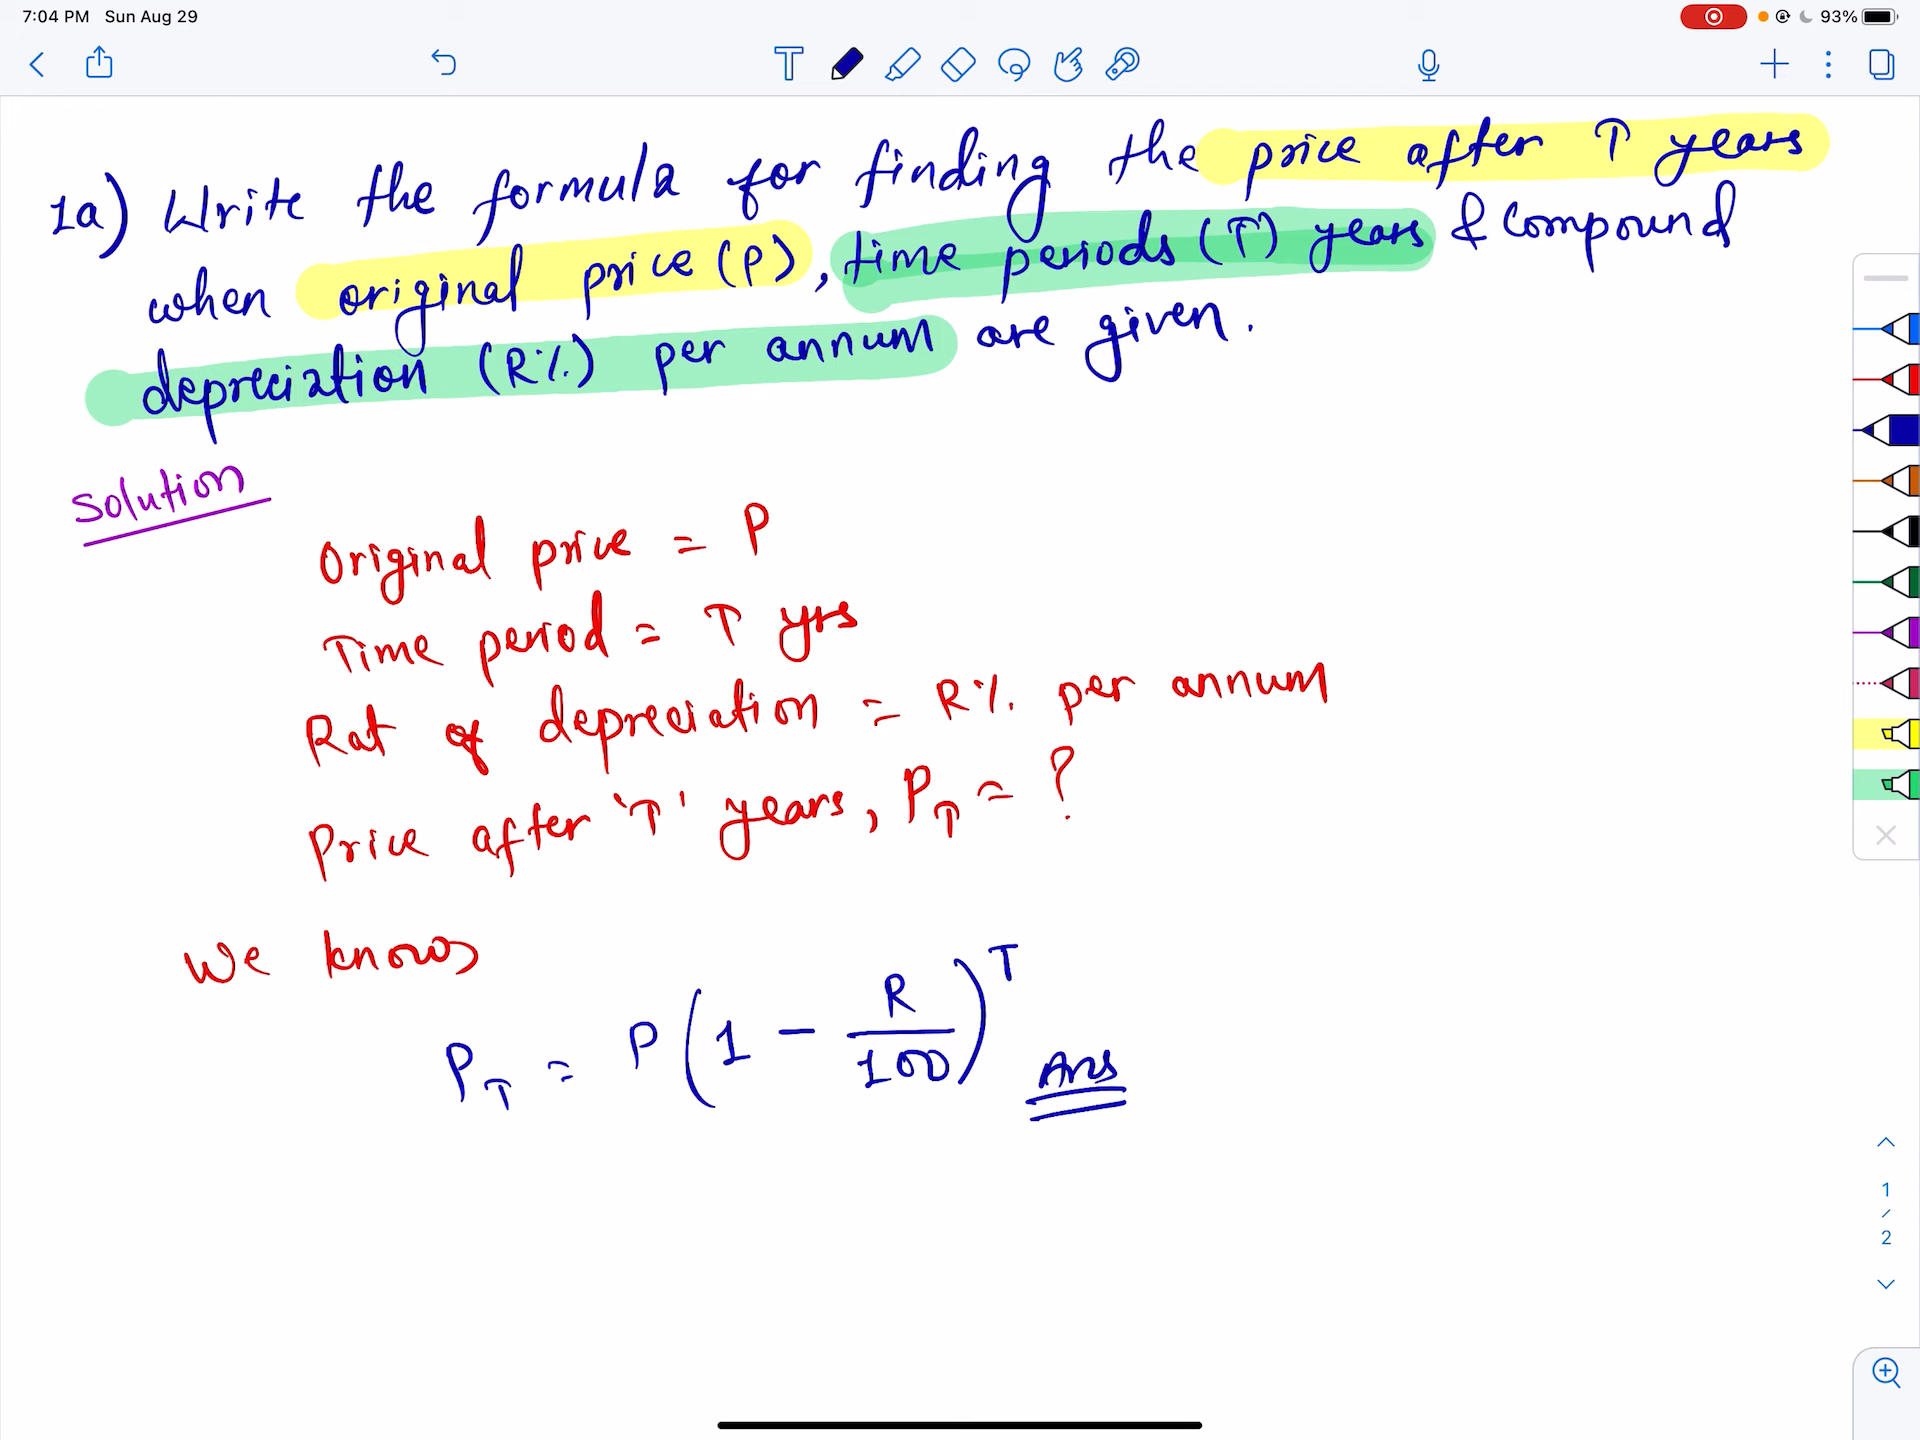 7:04 PM Sun Aug 29
93%
1a) Write the formula for finding the price after T years
when original price (P), time periods (T) years & compound
depreciation (R%) per annum are given.
Solution
Original price = P
Time period = T yrs
Rat of depreciation = R% per annum
Price after 'T' years, P_T = ?
We knows
P_T = P(1 - R/100)^T Ans
1
/
2